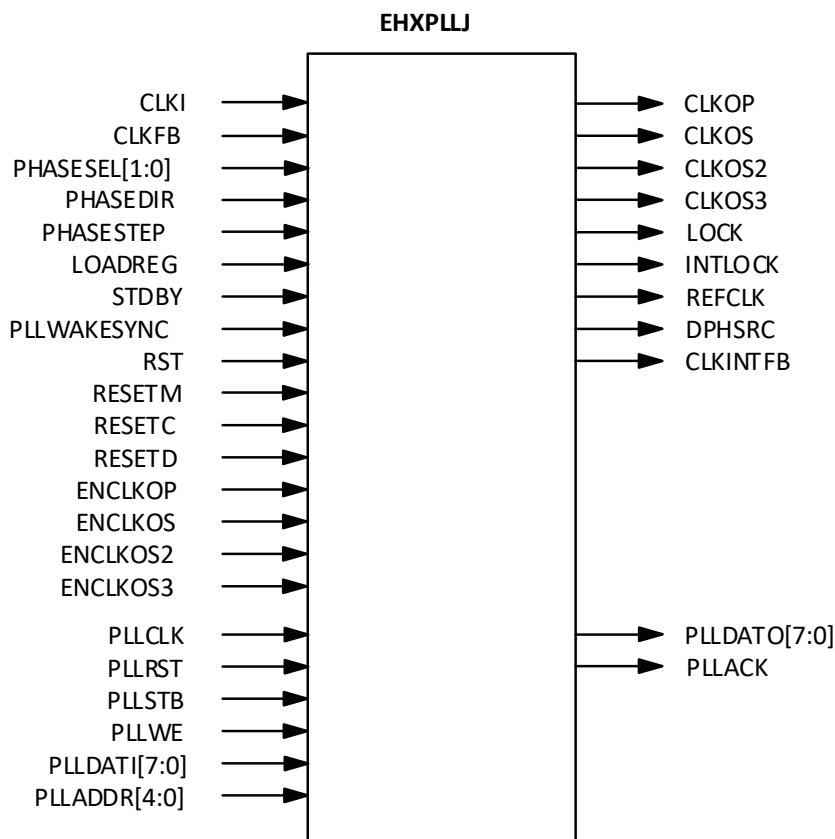 EHXPLLJ
CLKI
CLKFB
PHASESEL[1:0]
PHASEDIR
PHASESTEP
LOADREG
STDBY
PLLWAKESYNC
RST
RESETM
RESETC
RESETD
ENCLKOP
ENCLKOS
ENCLKOS2
ENCLKOS3
PLLCLK
PLLRST
PLLSTB
PLLWE
PLLDATI[7:0]
PLLADDR[4:0]
CLKOP
CLKOS
CLKOS2
CLKOS3
LOCK
INTLOCK
REFCLK
DPHSRC
CLKINTFB
PLLDATO[7:0]
PLLACK